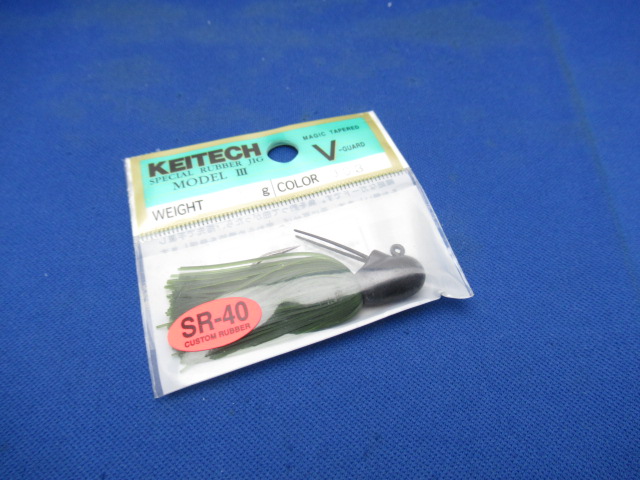 KEITECH
SPECIAL RUBBER JIG
MODEL III
MAGIC TAPERED
V-GUARD
WEIGHT g COLOR
SR-40
CUSTOM RUBBER